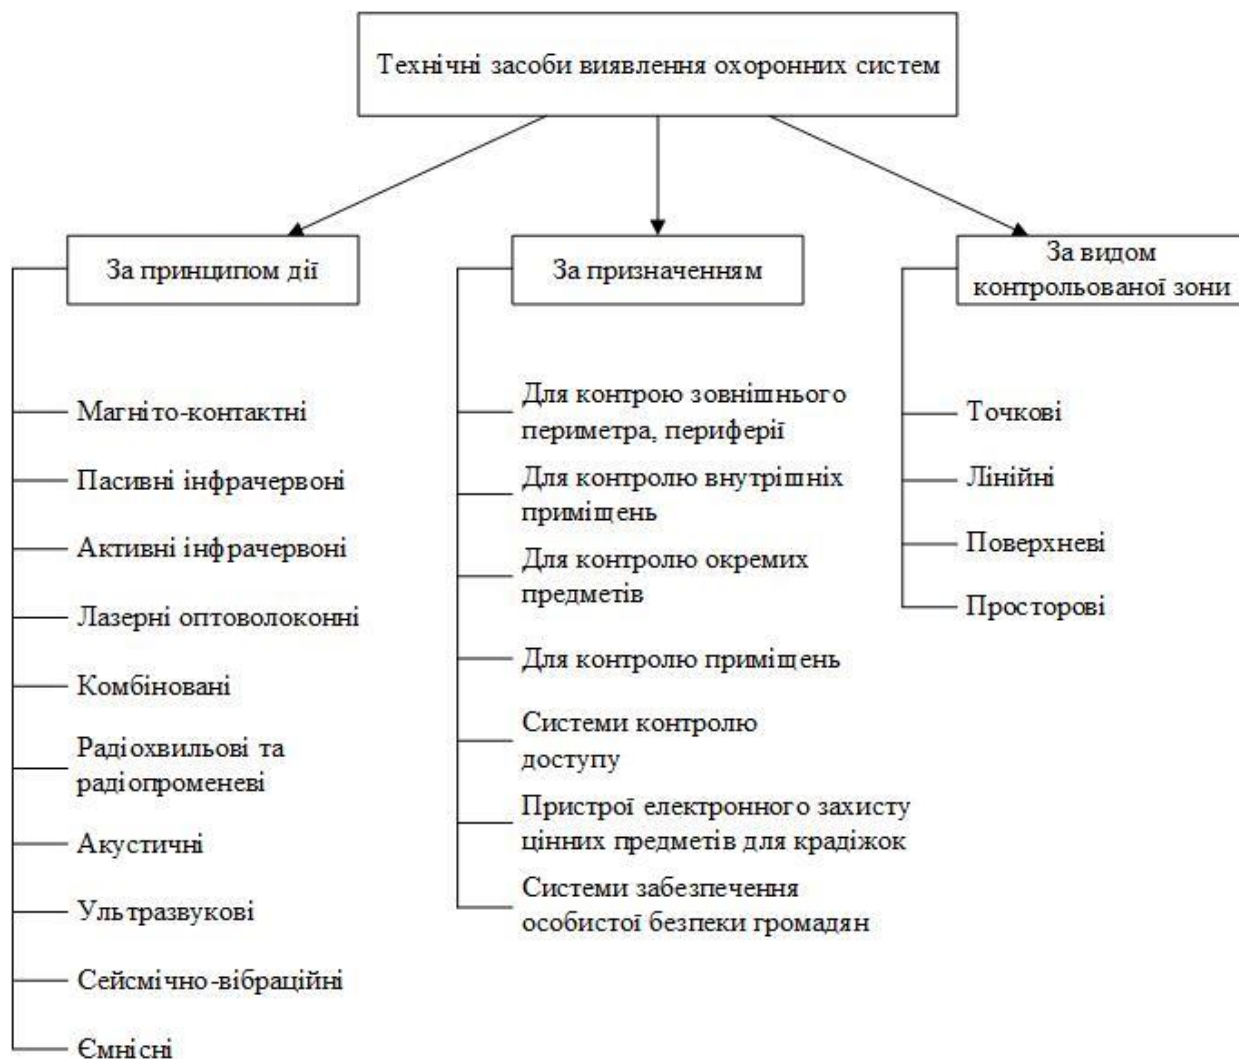 Технічні засоби виявлення охоронних систем
За принципом дії
Магніто-контактні
Пасивні інфрачервоні
Активні інфрачервоні
Лазерні оптоволоконні
Комбіновані
Радіохвильові та
радіопроменеві
Акустичні
Ультразвукові
Сейсмічно-вібраційні
Ємнісні
За призначенням
Для контрою зовнішнього
периметра, периферії
Для контролю внутрішніх
приміщень
Для контролю окремих
предметів
Для контролю приміщень
Системи контролю
доступу
Пристрої електронного захисту
цінних предметів для крадіжок
Системи забезпечення
особистої безпеки громадян
За видом
контрольованої зони
Точкові
Лінійні
Поверхневі
Просторові